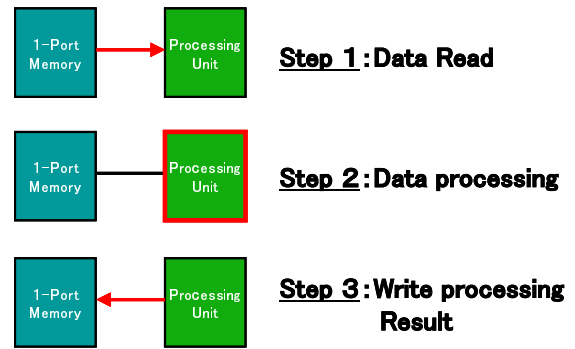 1-Port
Memory
Processing
Unit
Step 1:Data Read
1-Port
Memory
Processing
Unit
Step 2:Data processing
1-Port
Memory
Processing
Unit
Step 3:Write processing
Result